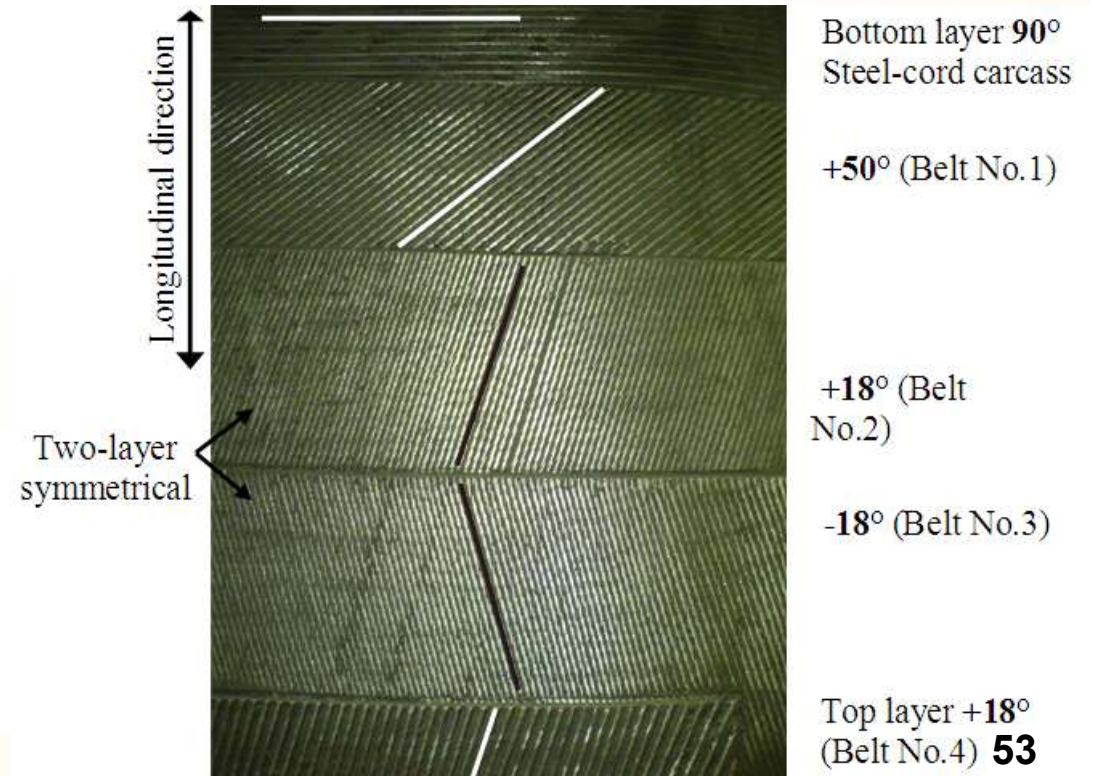 Longitudinal direction
Bottom layer 90°
Steel-cord carcass
+50° (Belt No.1)
+18° (Belt
No.2)
Two-layer
symmetrical
-18° (Belt No.3)
Top layer +18°
(Belt No.4) 53